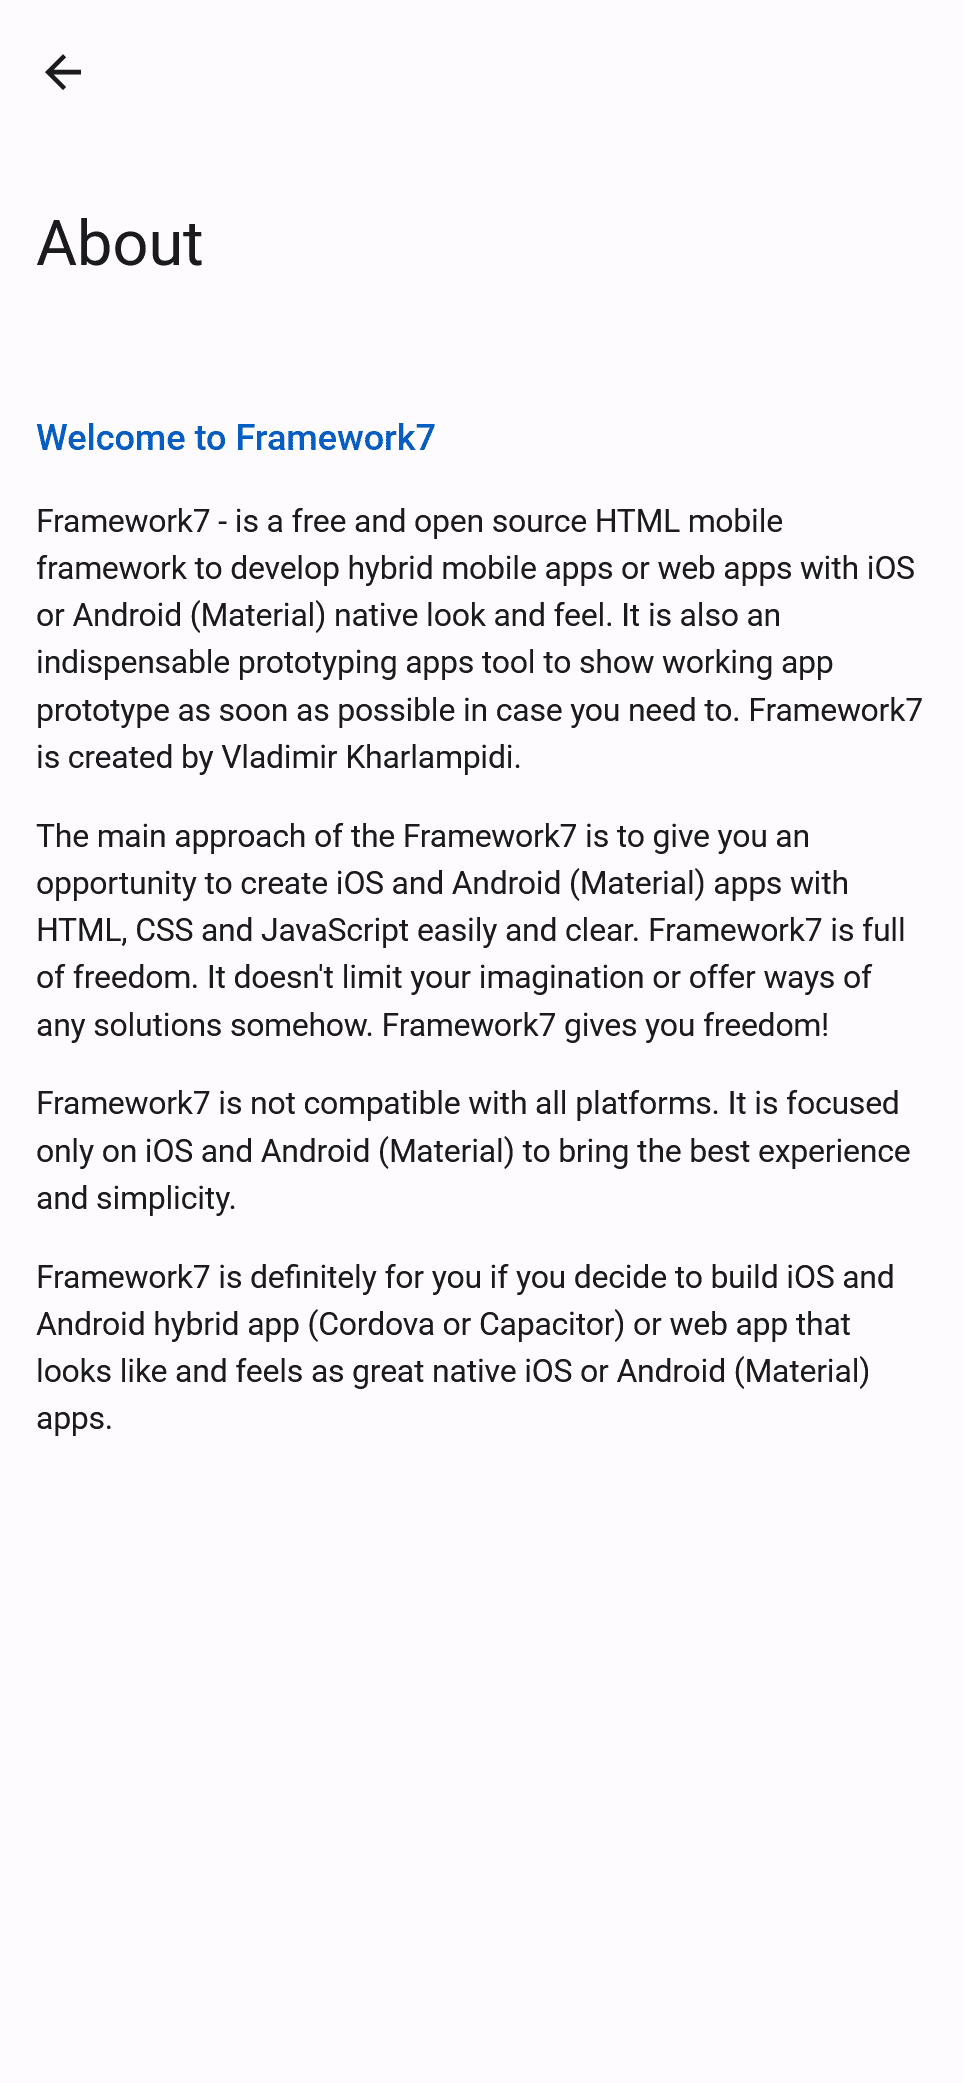 About
Welcome to Framework7
Framework7 - is a free and open source HTML mobile
framework to develop hybrid mobile apps or web apps with iOS
or Android (Material) native look and feel. It is also an
indispensable prototyping apps tool to show working app
prototype as soon as possible in case you need to. Framework7
is created by Vladimir Kharlampidi.
The main approach of the Framework7 is to give you an
opportunity to create iOS and Android (Material) apps with
HTML, CSS and JavaScript easily and clear. Framework7 is full
of freedom. It doesn't limit your imagination or offer ways of
any solutions somehow. Framework7 gives you freedom!
Framework7 is not compatible with all platforms. It is focused
only on iOS and Android (Material) to bring the best experience
and simplicity.
Framework7 is definitely for you if you decide to build iOS and
Android hybrid app (Cordova or Capacitor) or web app that
looks like and feels as great native iOS or Android (Material)
apps.